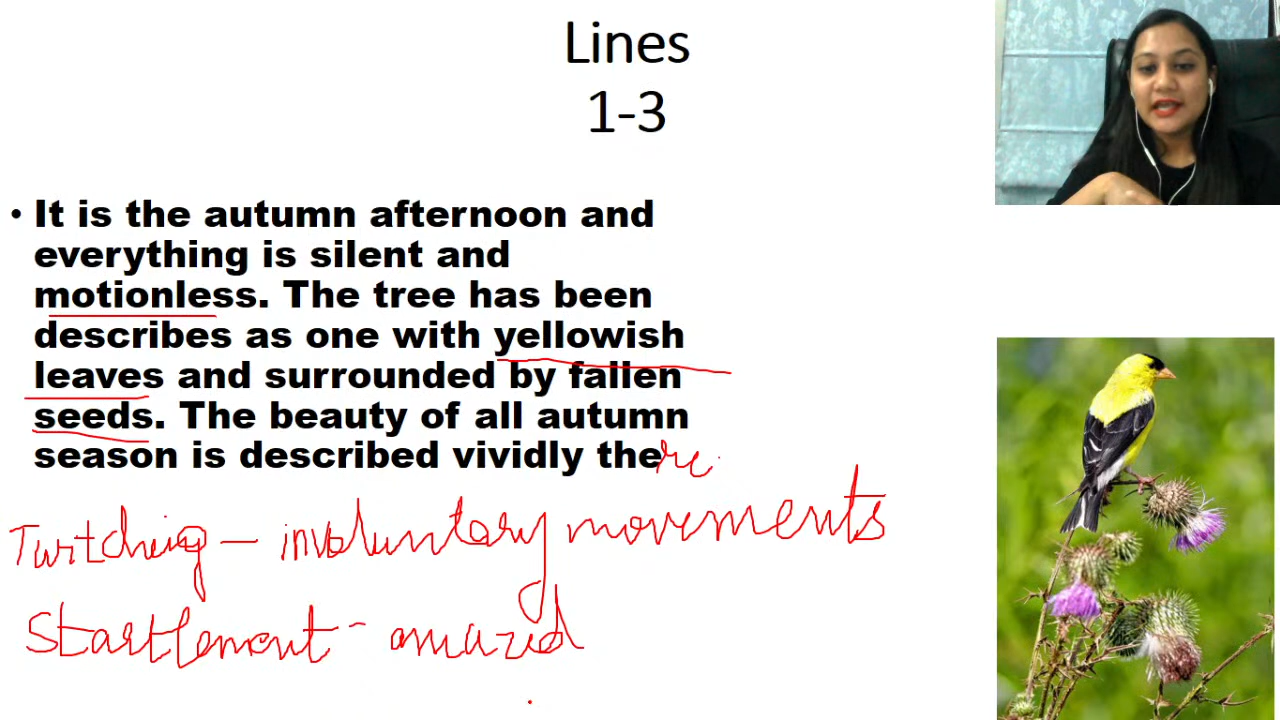 Lines
1-3
• It is the autumn afternoon and
everything is silent and
motionless. The tree has been
describes as one with yellowish
leaves and surrounded by fallen
seeds. The beauty of all autumn
season is described vividly there
Twitching - involuntary movements
Startlement - amazed